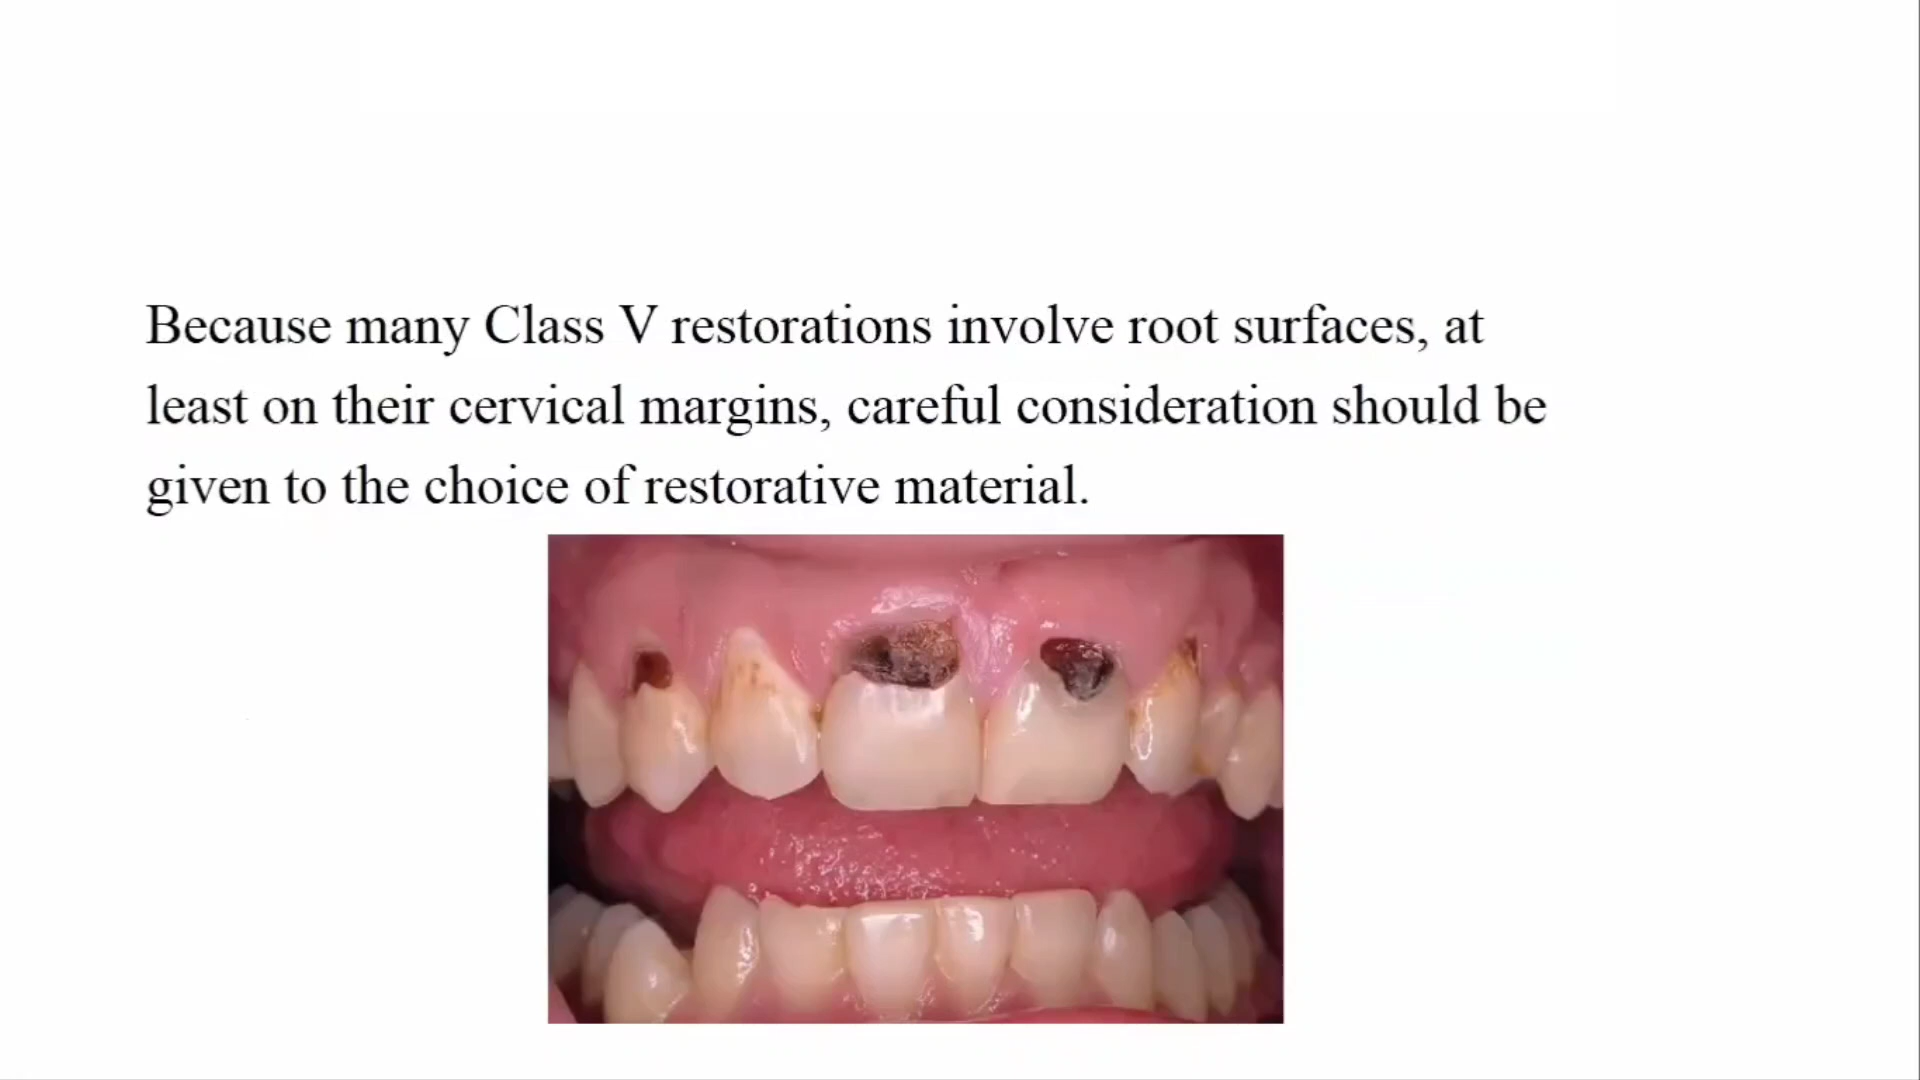 Because many Class V restorations involve root surfaces, at
least on their cervical margins, careful consideration should be
given to the choice of restorative material.